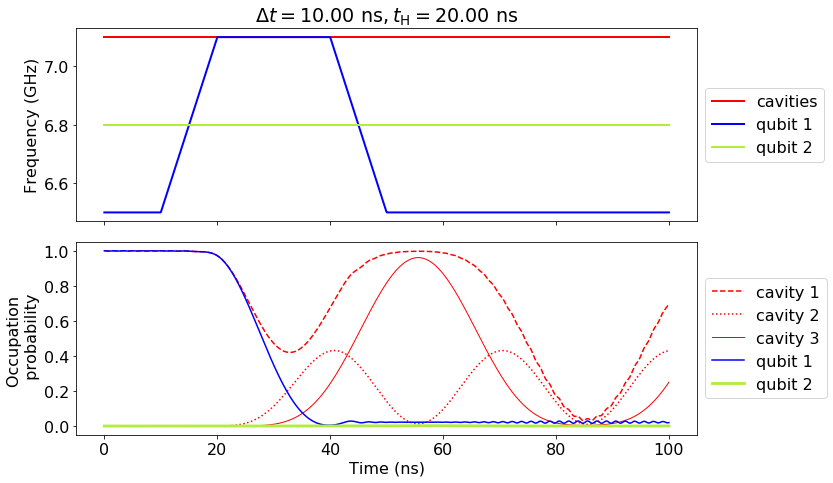 Δt = 10.00 ns, t_H = 20.00 ns
Frequency (GHz)
7.0
6.8
6.6
cavities
qubit 1
qubit 2
Occupation
probability
1.0
0.8
0.6
0.4
0.2
0.0
cavity 1
cavity 2
cavity 3
qubit 1
qubit 2
0 20 40 60 80 100
Time (ns)